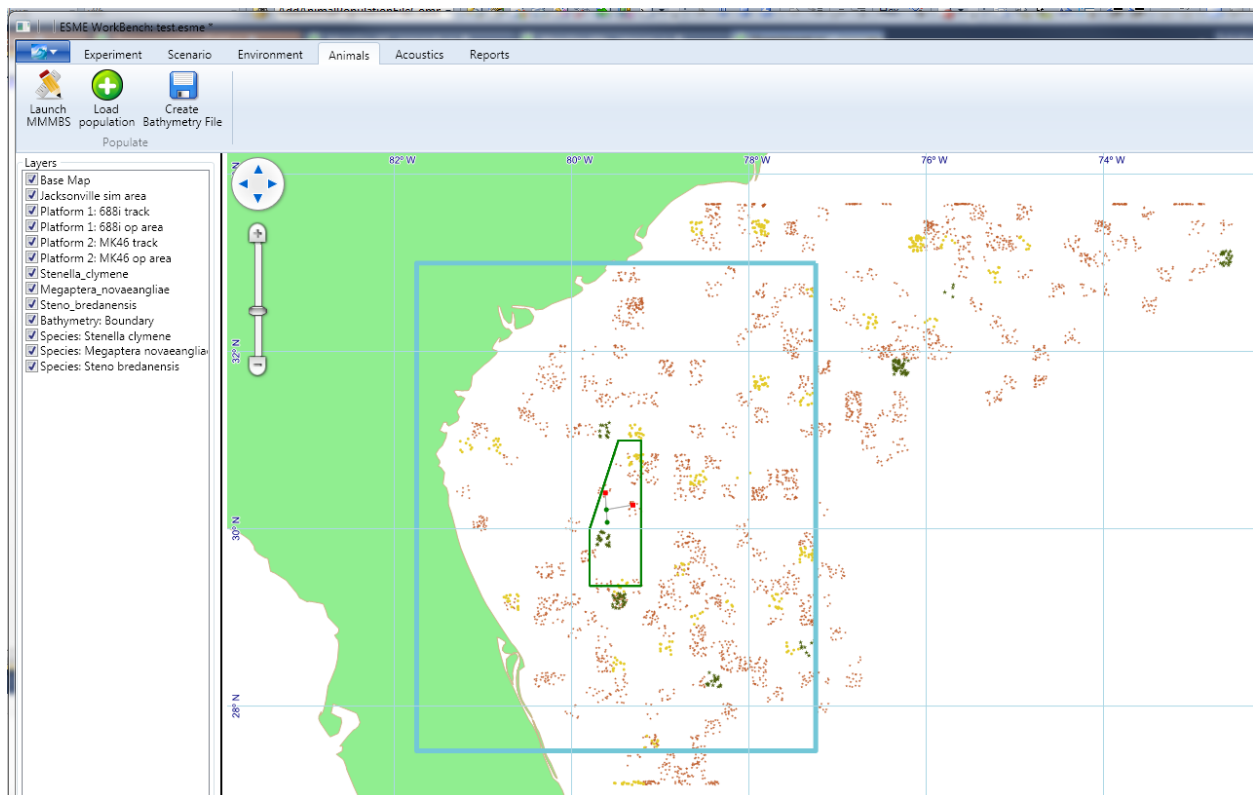 ESME WorkBench: test.esme *
Experiment
Scenario
Environment
Animals
Acoustics
Reports
Launch MMMBS
Load population
Create Bathymetry File
Populate
Layers
Base Map
Jacksonville sim area
Platform 1: 688i track
Platform 1: 688i op area
Platform 2: MK46 track
Platform 2: MK46 op area
Stenella_clymene
Megaptera_novaeangliae
Steno_bredanensis
Bathymetry: Boundary
Species: Stenella clymene
Species: Megaptera novaeangliae
Species: Steno bredanensis
82° W
80° W
78° W
76° W
74° W
32° N
30° N
28° N